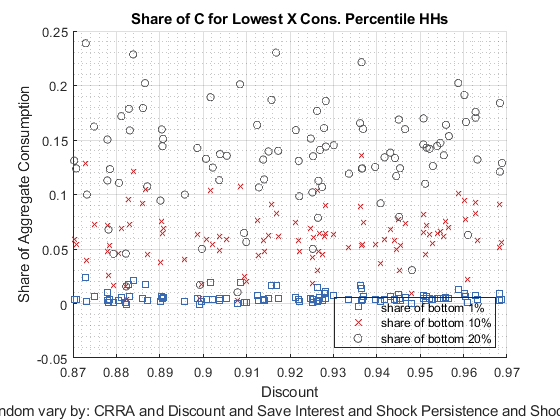 Share of C for Lowest X Cons. Percentile HHs
Share of Aggregate Consumption
0.25
0.2
0.15
0.1
0.05
0
-0.05
0.87
0.88
0.89
0.9
0.91
0.92
0.93
0.94
0.95
0.96
0.97
share of bottom 1%
share of bottom 10%
share of bottom 20%
Discount
vary by: CRRA and Discount and Save Interest and Shock Persistence and